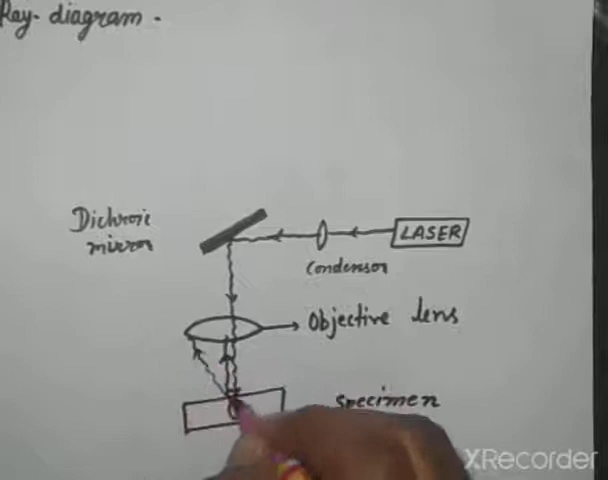 Ray- diagram.
Dichroic
mirror
LASER
Condensor
Objective lens
specimen
XRecorder